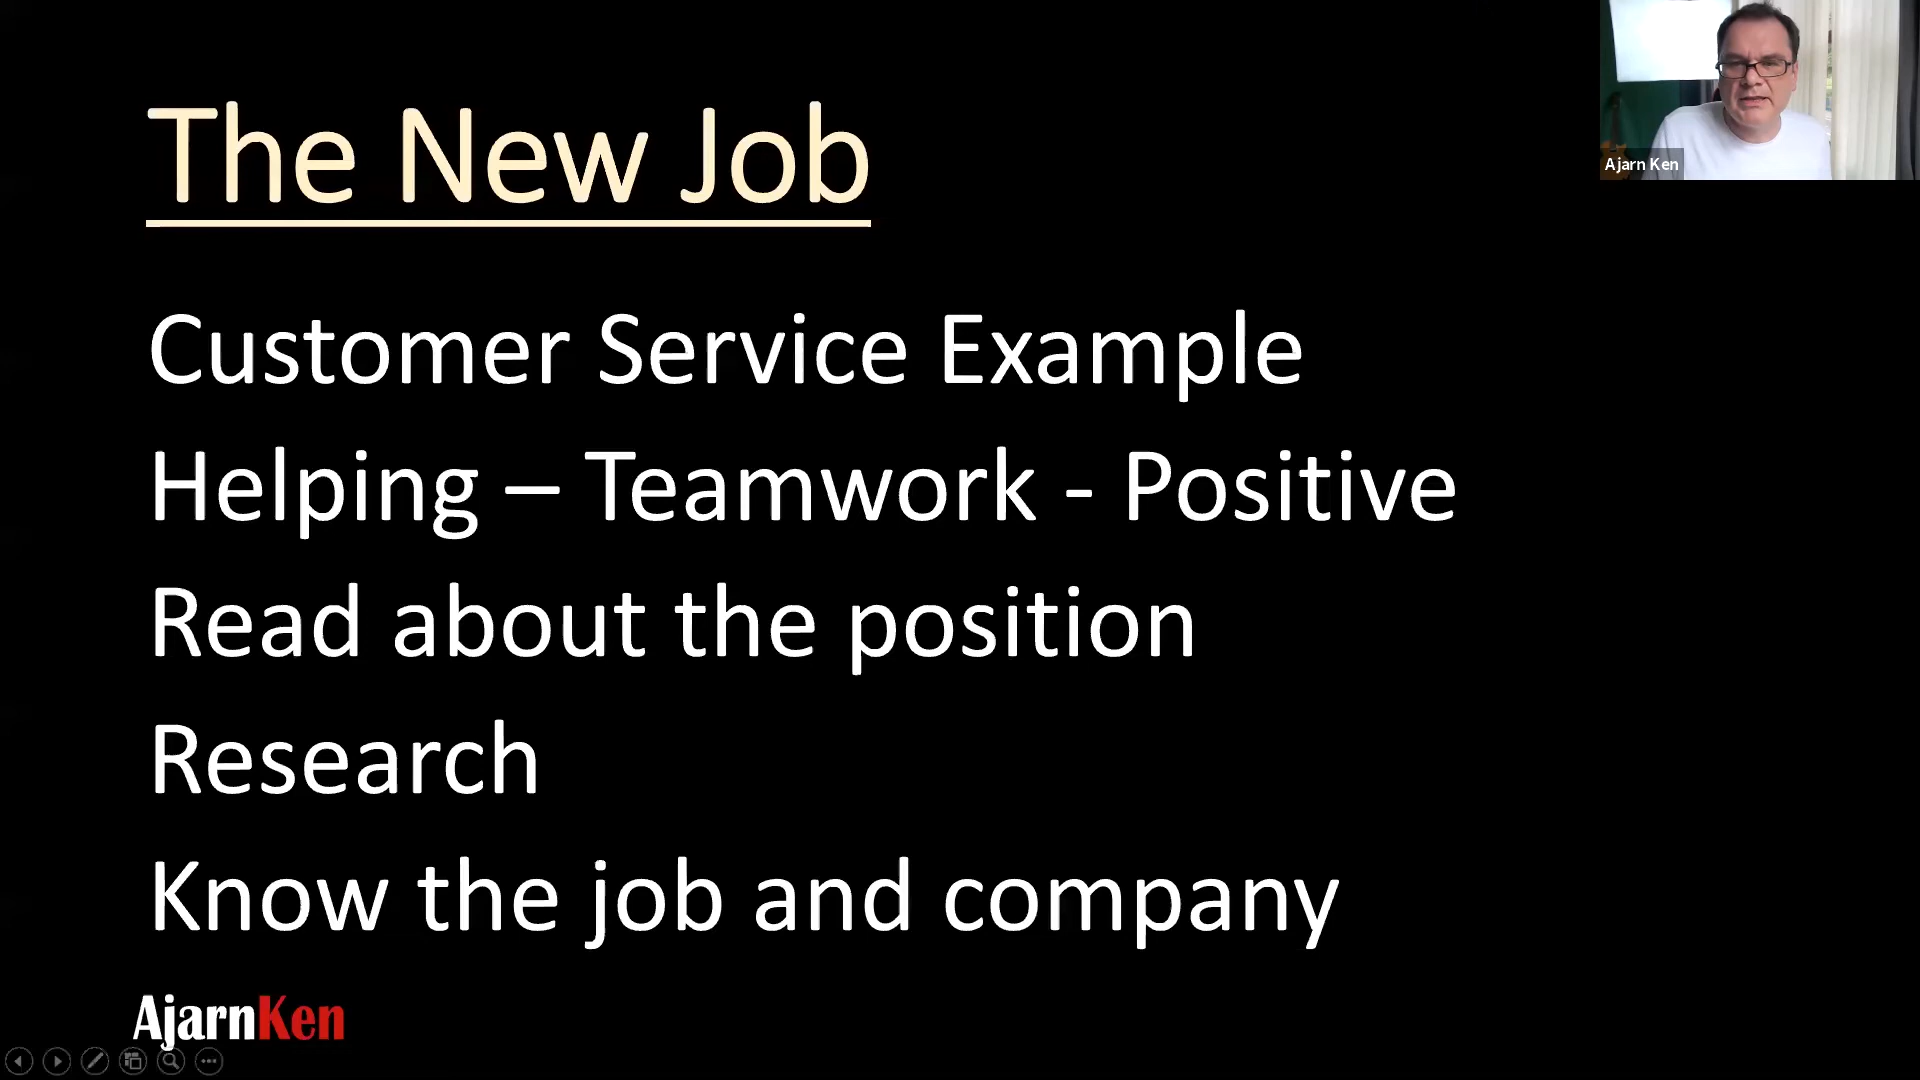 The New Job
Ajarn Ken
Customer Service Example
Helping – Teamwork - Positive
Read about the position
Research
Know the job and company
AjarnKen